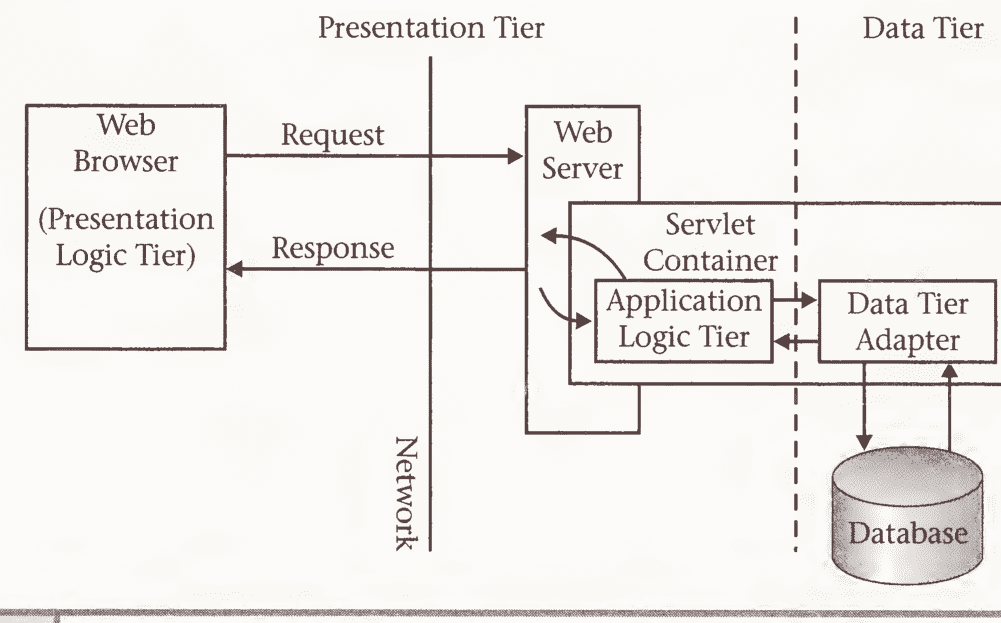 Presentation Tier
Data Tier
Web
Browser
(Presentation
Logic Tier)
Request
Response
Network
Web
Server
Servlet
Container
Application
Logic Tier
Data Tier
Adapter
Database